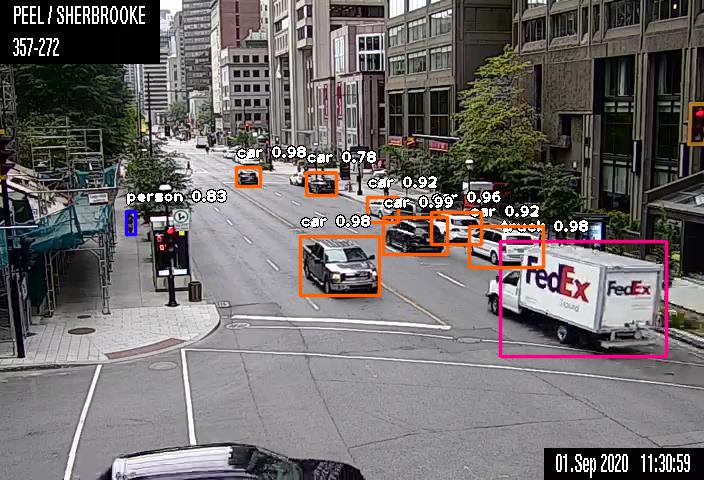 PEEL / SHERBROOKE
357-272
car 0.98
car 0.78
person 0.83
car 0.92
car 0.99
0.96
car 0.98
car 0.92
truck 0.98
FedEx
Ground
FedEx
01.Sep 2020 11:30:59